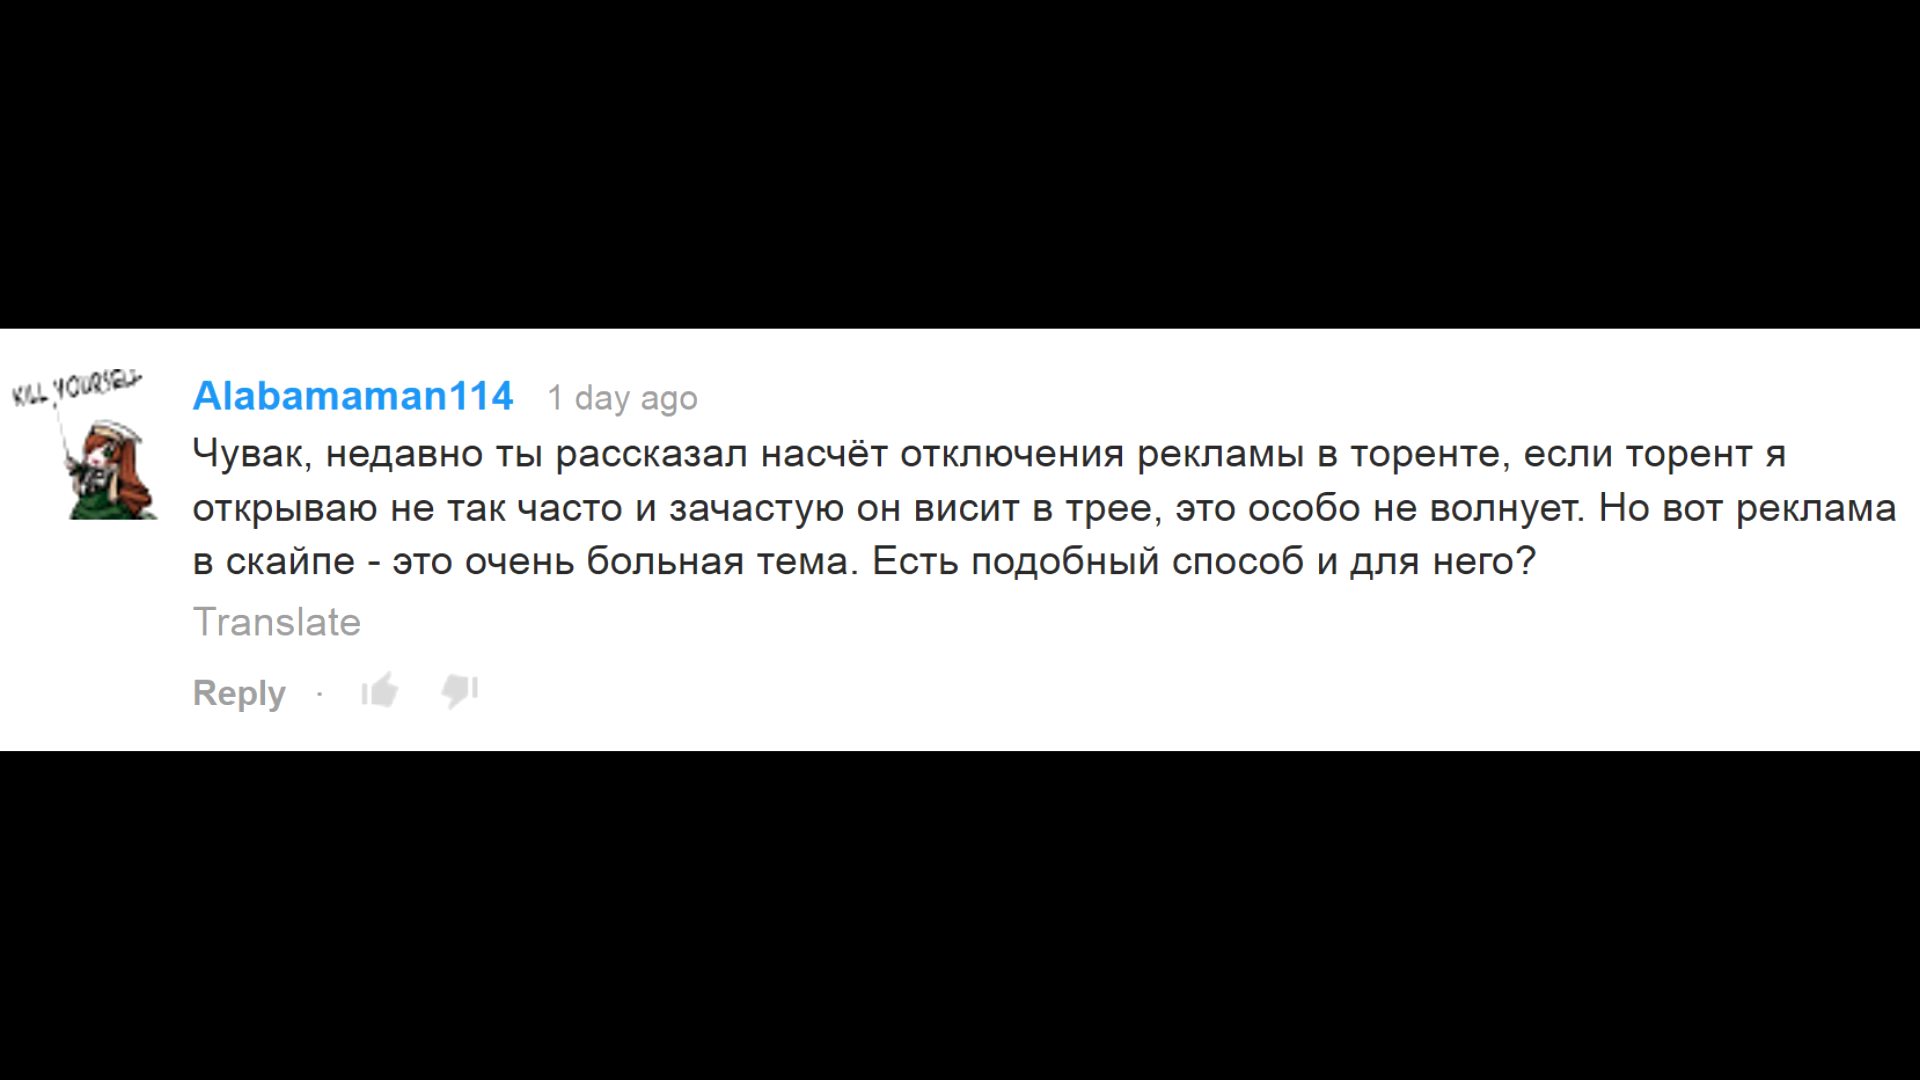 KILL YOURSELF
Alabamaman114 1 day ago
Чувак, недавно ты рассказал насчёт отключения рекламы в торенте, если торент я
открываю не так часто и зачастую он висит в трее, это особо не волнует. Но вот реклама
в скайпе - это очень больная тема. Есть подобный способ и для него?
Translate
Reply ·